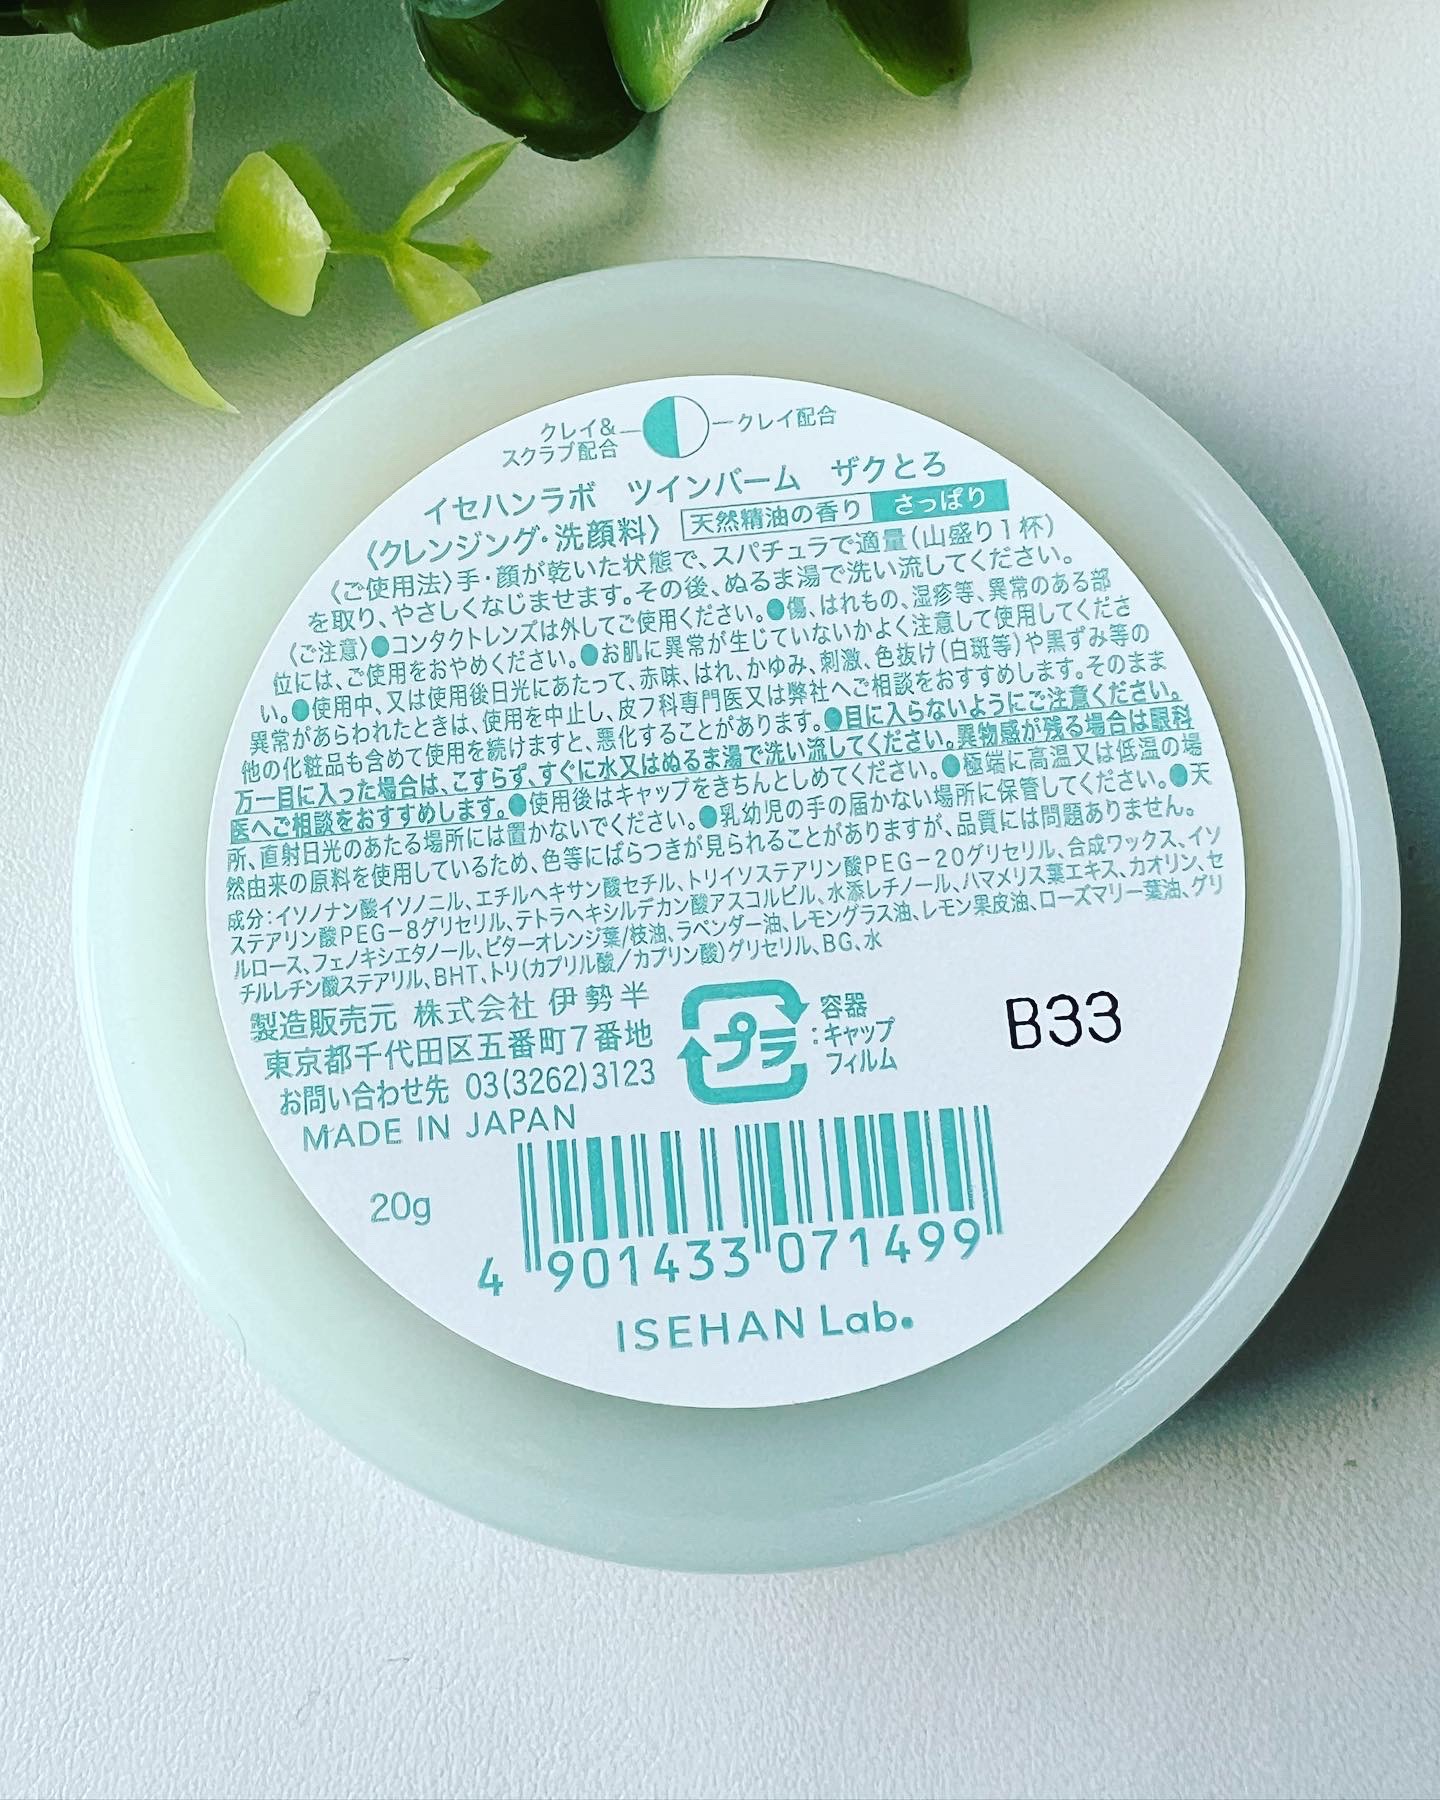 クレイ&
スクラブ配合
クレイ配合
イセハンラボ ツインバーム ザクとろ
〈クレンジング・洗顔料〉 天然精油の香り さっぱり
〈ご使用法〉手・顔が乾いた状態で、スパチュラで適量(山盛り1杯)
を取り、やさしくなじませます。その後、ぬるま湯で洗い流してください。
〈ご注意〉●コンタクトレンズは外してご使用ください。●傷、はれもの、湿疹等、異常のある部
位には、ご使用をおやめください。●お肌に異常が生じていないかよく注意して使用してくださ
い。●使用中、又は使用後日光にあたって、赤味、はれ、かゆみ、刺激、色抜け(白斑等)や黒ずみ等の
異常があらわれたときは、使用を中止し、皮フ科専門医又は弊社へご相談をおすすめします。そのまま
他の化粧品も含めて使用を続けますと、悪化することがあります。●目に入らないようにご注意ください。
万一目に入った場合は、こすらず、すぐに水又はぬるま湯で洗い流してください。異物感が残る場合は眼科
医へご相談をおすすめします。●使用後はキャップをきちんとしめてください。●極端に高温又は低温の場
所、直射日光のあたる場所には置かないでください。●乳幼児の手の届かない場所に保管してください。●天
然由来の原料を使用しているため、色等にばらつきが見られることがありますが、品質には問題ありません。
成分:イソノナン酸イソノニル、エチルヘキサン酸セチル、トリイソステアリン酸PEG-20グリセリル、合成ワックス、イソ
ステアリン酸PEG-8グリセリル、テトラヘキシルデカン酸アスコルビル、水添レチノール、ハマメリス葉エキス、カオリン、セ
ルロース、フェノキシエタノール、ビターオレンジ葉/枝油、ラベンダー油、レモングラス油、レモン果皮油、ローズマリー葉油、グリ
チルレチン酸ステアリル、BHT、トリ(カプリル酸/カプリン酸)グリセリル、BG、水
製造販売元 株式会社 伊勢半
東京都千代田区五番町7番地
お問い合わせ先 03(3262)3123
MADE IN JAPAN
プラ
:容器
キャップ
フィルム
B33
20g
4 901433 071499
ISEHAN Lab.